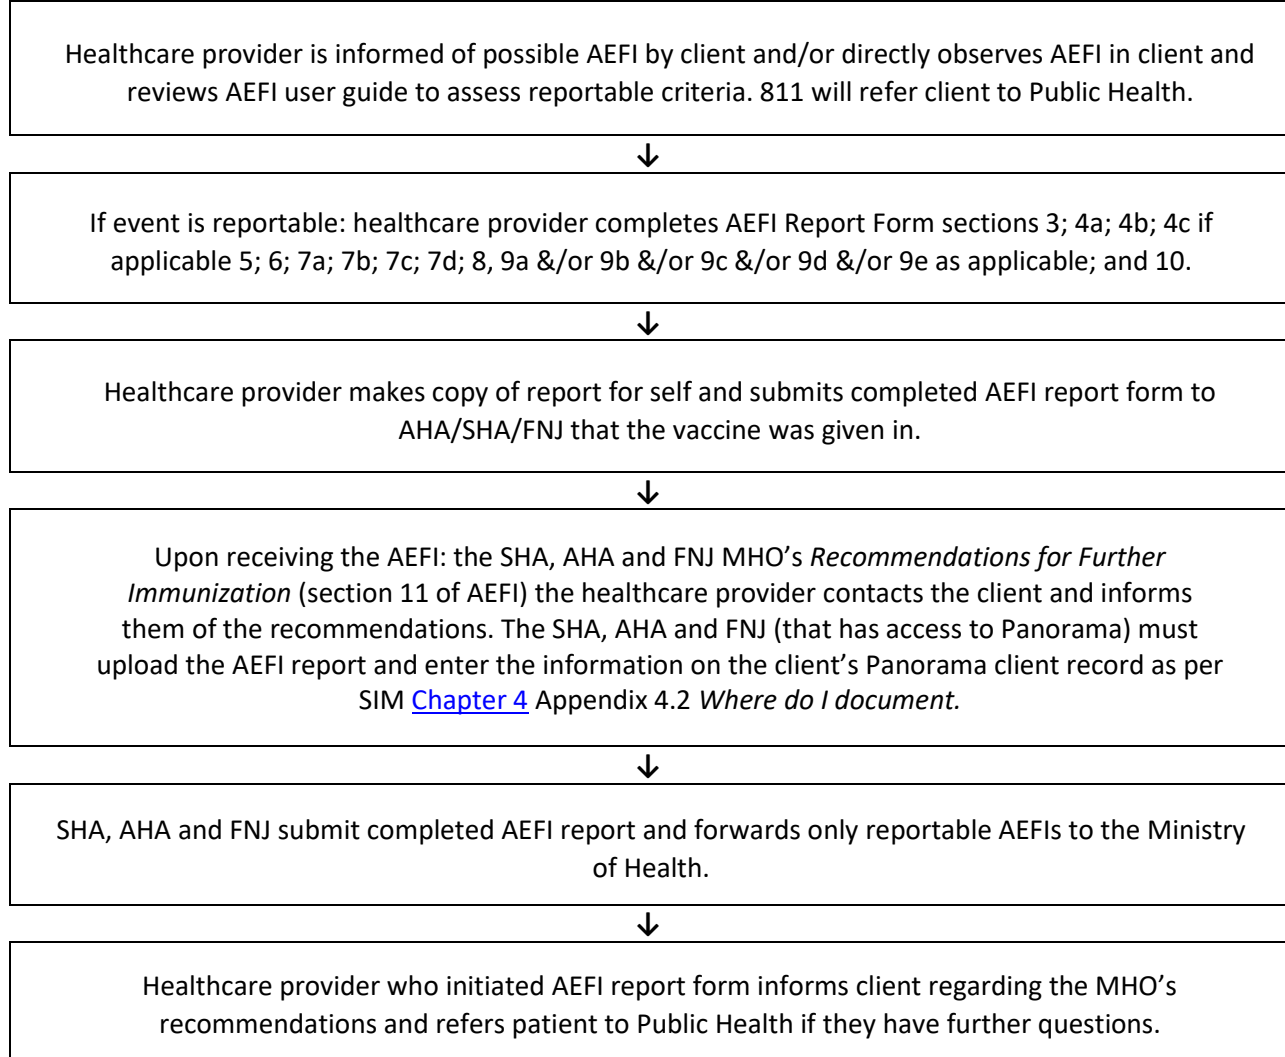 Healthcare provider is informed of possible AEFI by client and/or directly observes AEFI in client and
reviews AEFI user guide to assess reportable criteria. 811 will refer client to Public Health.
↓
If event is reportable: healthcare provider completes AEFI Report Form sections 3; 4a; 4b; 4c if
applicable 5; 6; 7a; 7b; 7c; 7d; 8, 9a &/or 9b &/or 9c &/or 9d &/or 9e as applicable; and 10.
↓
Healthcare provider makes copy of report for self and submits completed AEFI report form to
AHA/SHA/FNJ that the vaccine was given in.
↓
Upon receiving the AEFI: the SHA, AHA and FNJ MHO’s Recommendations for Further
Immunization (section 11 of AEFI) the healthcare provider contacts the client and informs
them of the recommendations. The SHA, AHA and FNJ (that has access to Panorama) must
upload the AEFI report and enter the information on the client’s Panorama client record as per
SIM Chapter 4 Appendix 4.2 Where do I document.
↓
SHA, AHA and FNJ submit completed AEFI report and forwards only reportable AEFIs to the Ministry
of Health.
↓
Healthcare provider who initiated AEFI report form informs client regarding the MHO’s
recommendations and refers patient to Public Health if they have further questions.